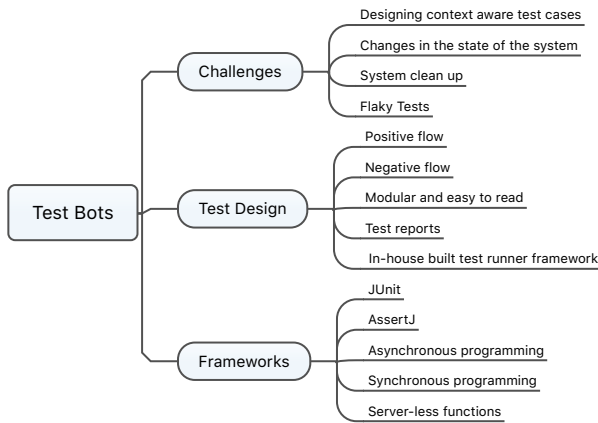 Test Bots
Challenges
Designing context aware test cases
Changes in the state of the system
System clean up
Flaky Tests
Test Design
Positive flow
Negative flow
Modular and easy to read
Test reports
In-house built test runner framework
Frameworks
JUnit
AssertJ
Asynchronous programming
Synchronous programming
Server-less functions